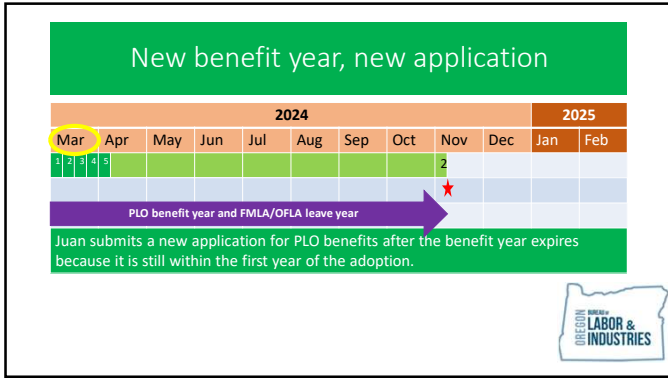 New benefit year, new application
2024 2025
Mar Apr May Jun Jul Aug Sep Oct Nov Dec Jan Feb
1 2 3 4 5 2
PLO benefit year and FMLA/OFLA leave year
Juan submits a new application for PLO benefits after the benefit year expires
because it is still within the first year of the adoption.
OREGON
BUREAU of
LABOR &
INDUSTRIES